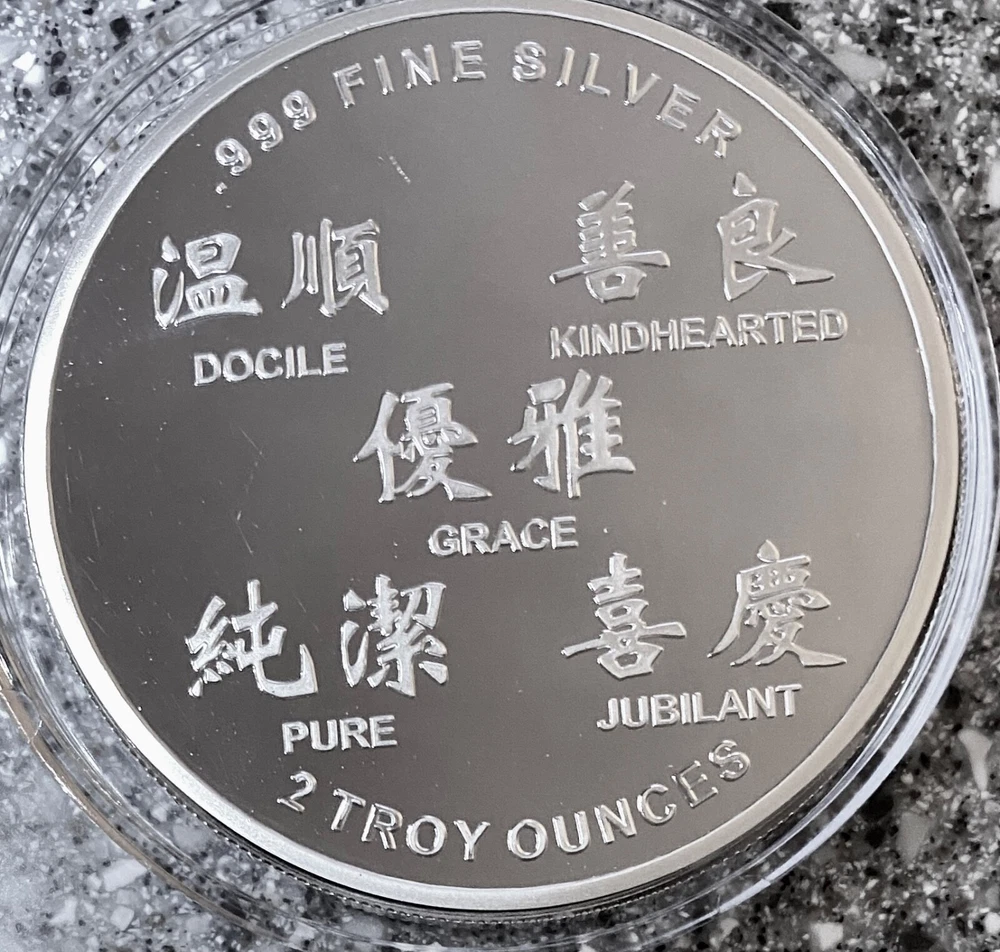 .999 FINE SILVER
温順
DOCILE
善良
KINDHEARTED
優雅
GRACE
純潔
PURE
喜慶
JUBILANT
2 TROY OUNCES